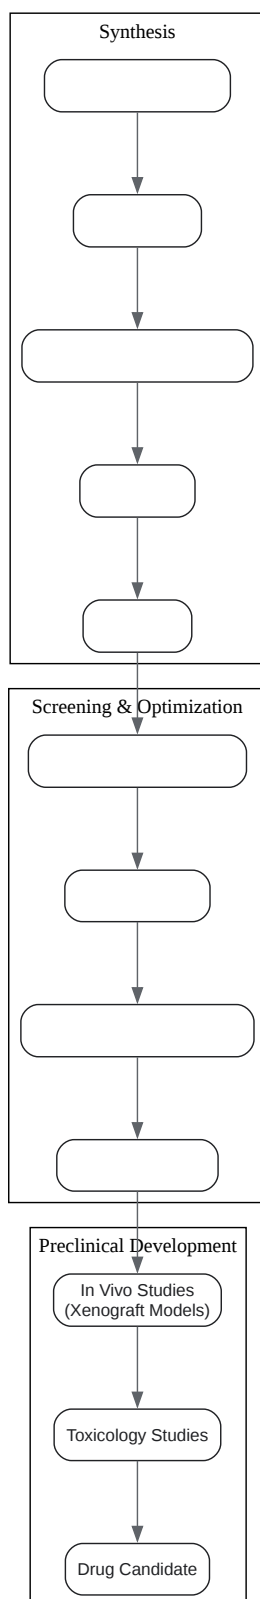 Synthesis
Screening & Optimization
Preclinical Development
In Vivo Studies
(Xenograft Models)
Toxicology Studies
Drug Candidate